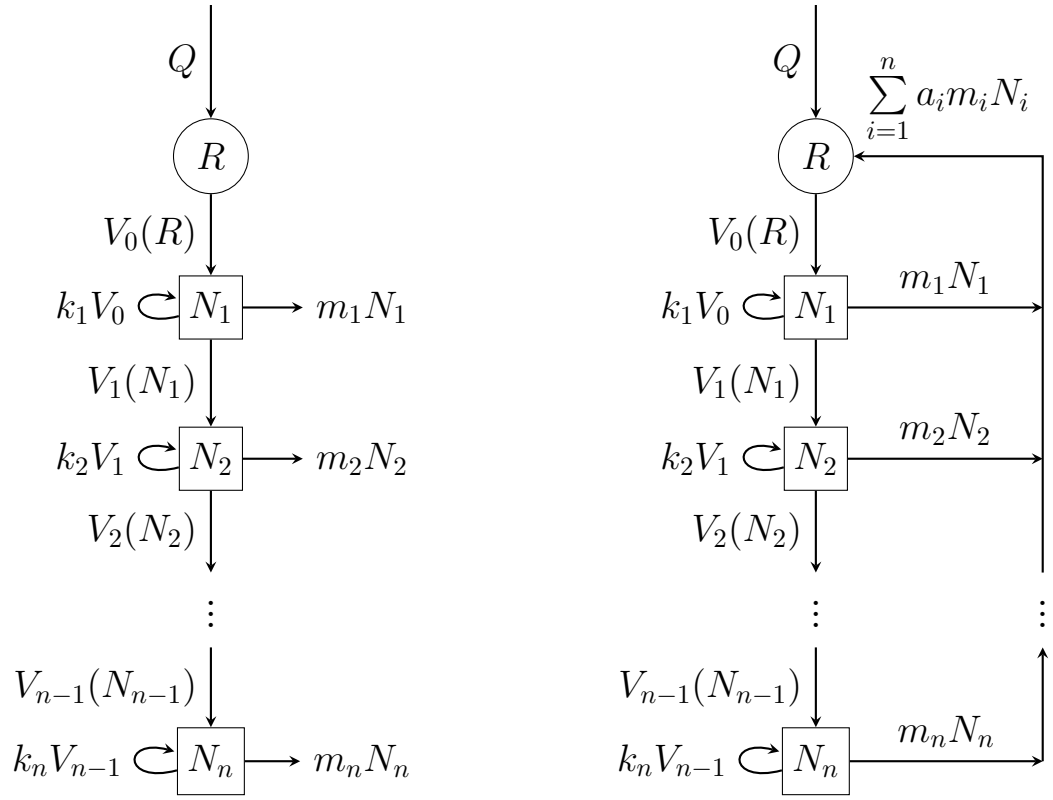 Q
R
V_0(R)
k_1V_0
N_1
m_1N_1
V_1(N_1)
k_2V_1
N_2
m_2N_2
V_2(N_2)
⋮
V_{n-1}(N_{n-1})
k_nV_{n-1}
N_n
m_nN_n
Q
\sum_{i=1}^{n} a_im_iN_i
R
V_0(R)
k_1V_0
N_1
m_1N_1
V_1(N_1)
k_2V_1
N_2
m_2N_2
V_2(N_2)
⋮
⋮
V_{n-1}(N_{n-1})
k_nV_{n-1}
N_n
m_nN_n